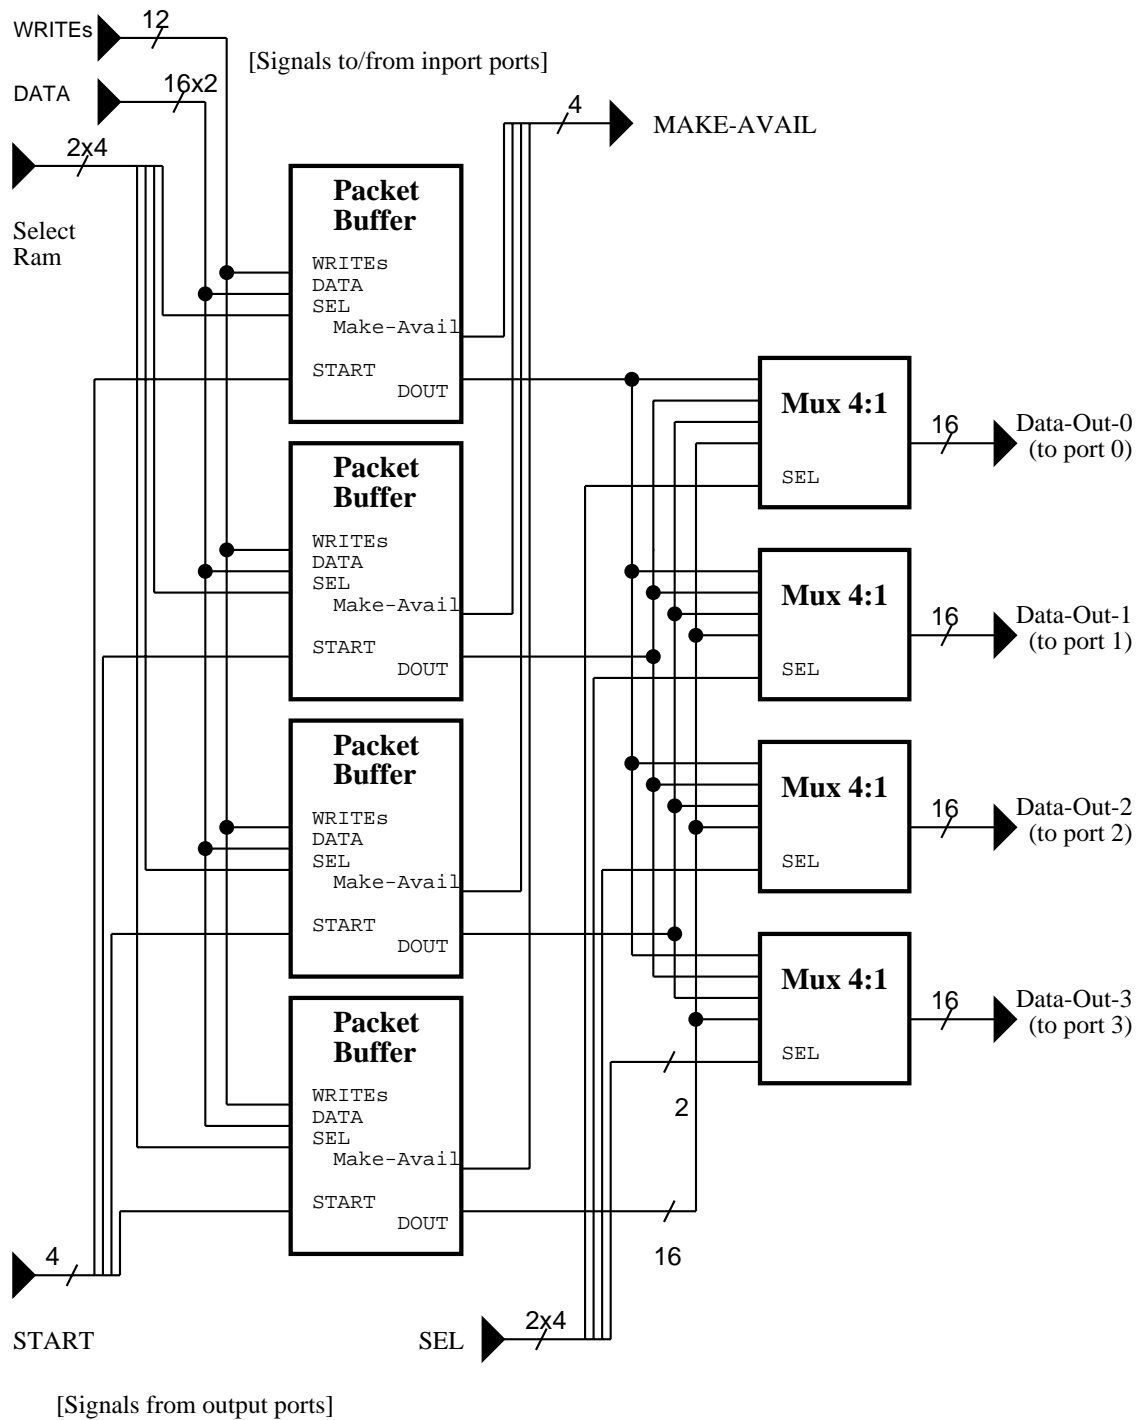 WRITEs
12
[Signals to/from inport ports]
DATA
16x2
4
MAKE-AVAIL
2x4
Select
Ram
Packet
Buffer
WRITEs
DATA
SEL
Make-Avail
START
DOUT
Mux 4:1
SEL
16
Data-Out-0
(to port 0)
Packet
Buffer
WRITEs
DATA
SEL
Make-Avail
START
DOUT
Mux 4:1
SEL
16
Data-Out-1
(to port 1)
Packet
Buffer
WRITEs
DATA
SEL
Make-Avail
START
DOUT
Mux 4:1
SEL
16
Data-Out-2
(to port 2)
Packet
Buffer
WRITEs
DATA
SEL
Make-Avail
START
DOUT
Mux 4:1
SEL
16
Data-Out-3
(to port 3)
2
16
4
START
SEL
2x4
[Signals from output ports]